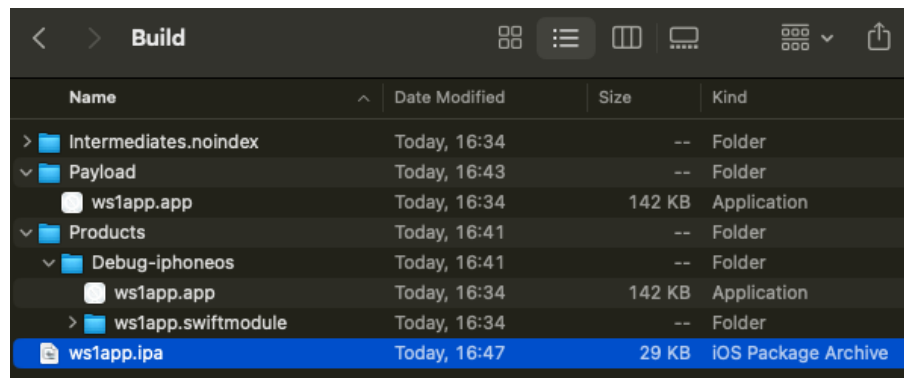 Build
Name Date Modified Size Kind
Intermediates.noindex Today, 16:34 -- Folder
Payload Today, 16:43 -- Folder
ws1app.app Today, 16:34 142 KB Application
Products Today, 16:41 -- Folder
Debug-iphoneos Today, 16:41 -- Folder
ws1app.app Today, 16:34 142 KB Application
ws1app.swiftmodule Today, 16:34 -- Folder
ws1app.ipa Today, 16:47 29 KB iOS Package Archive